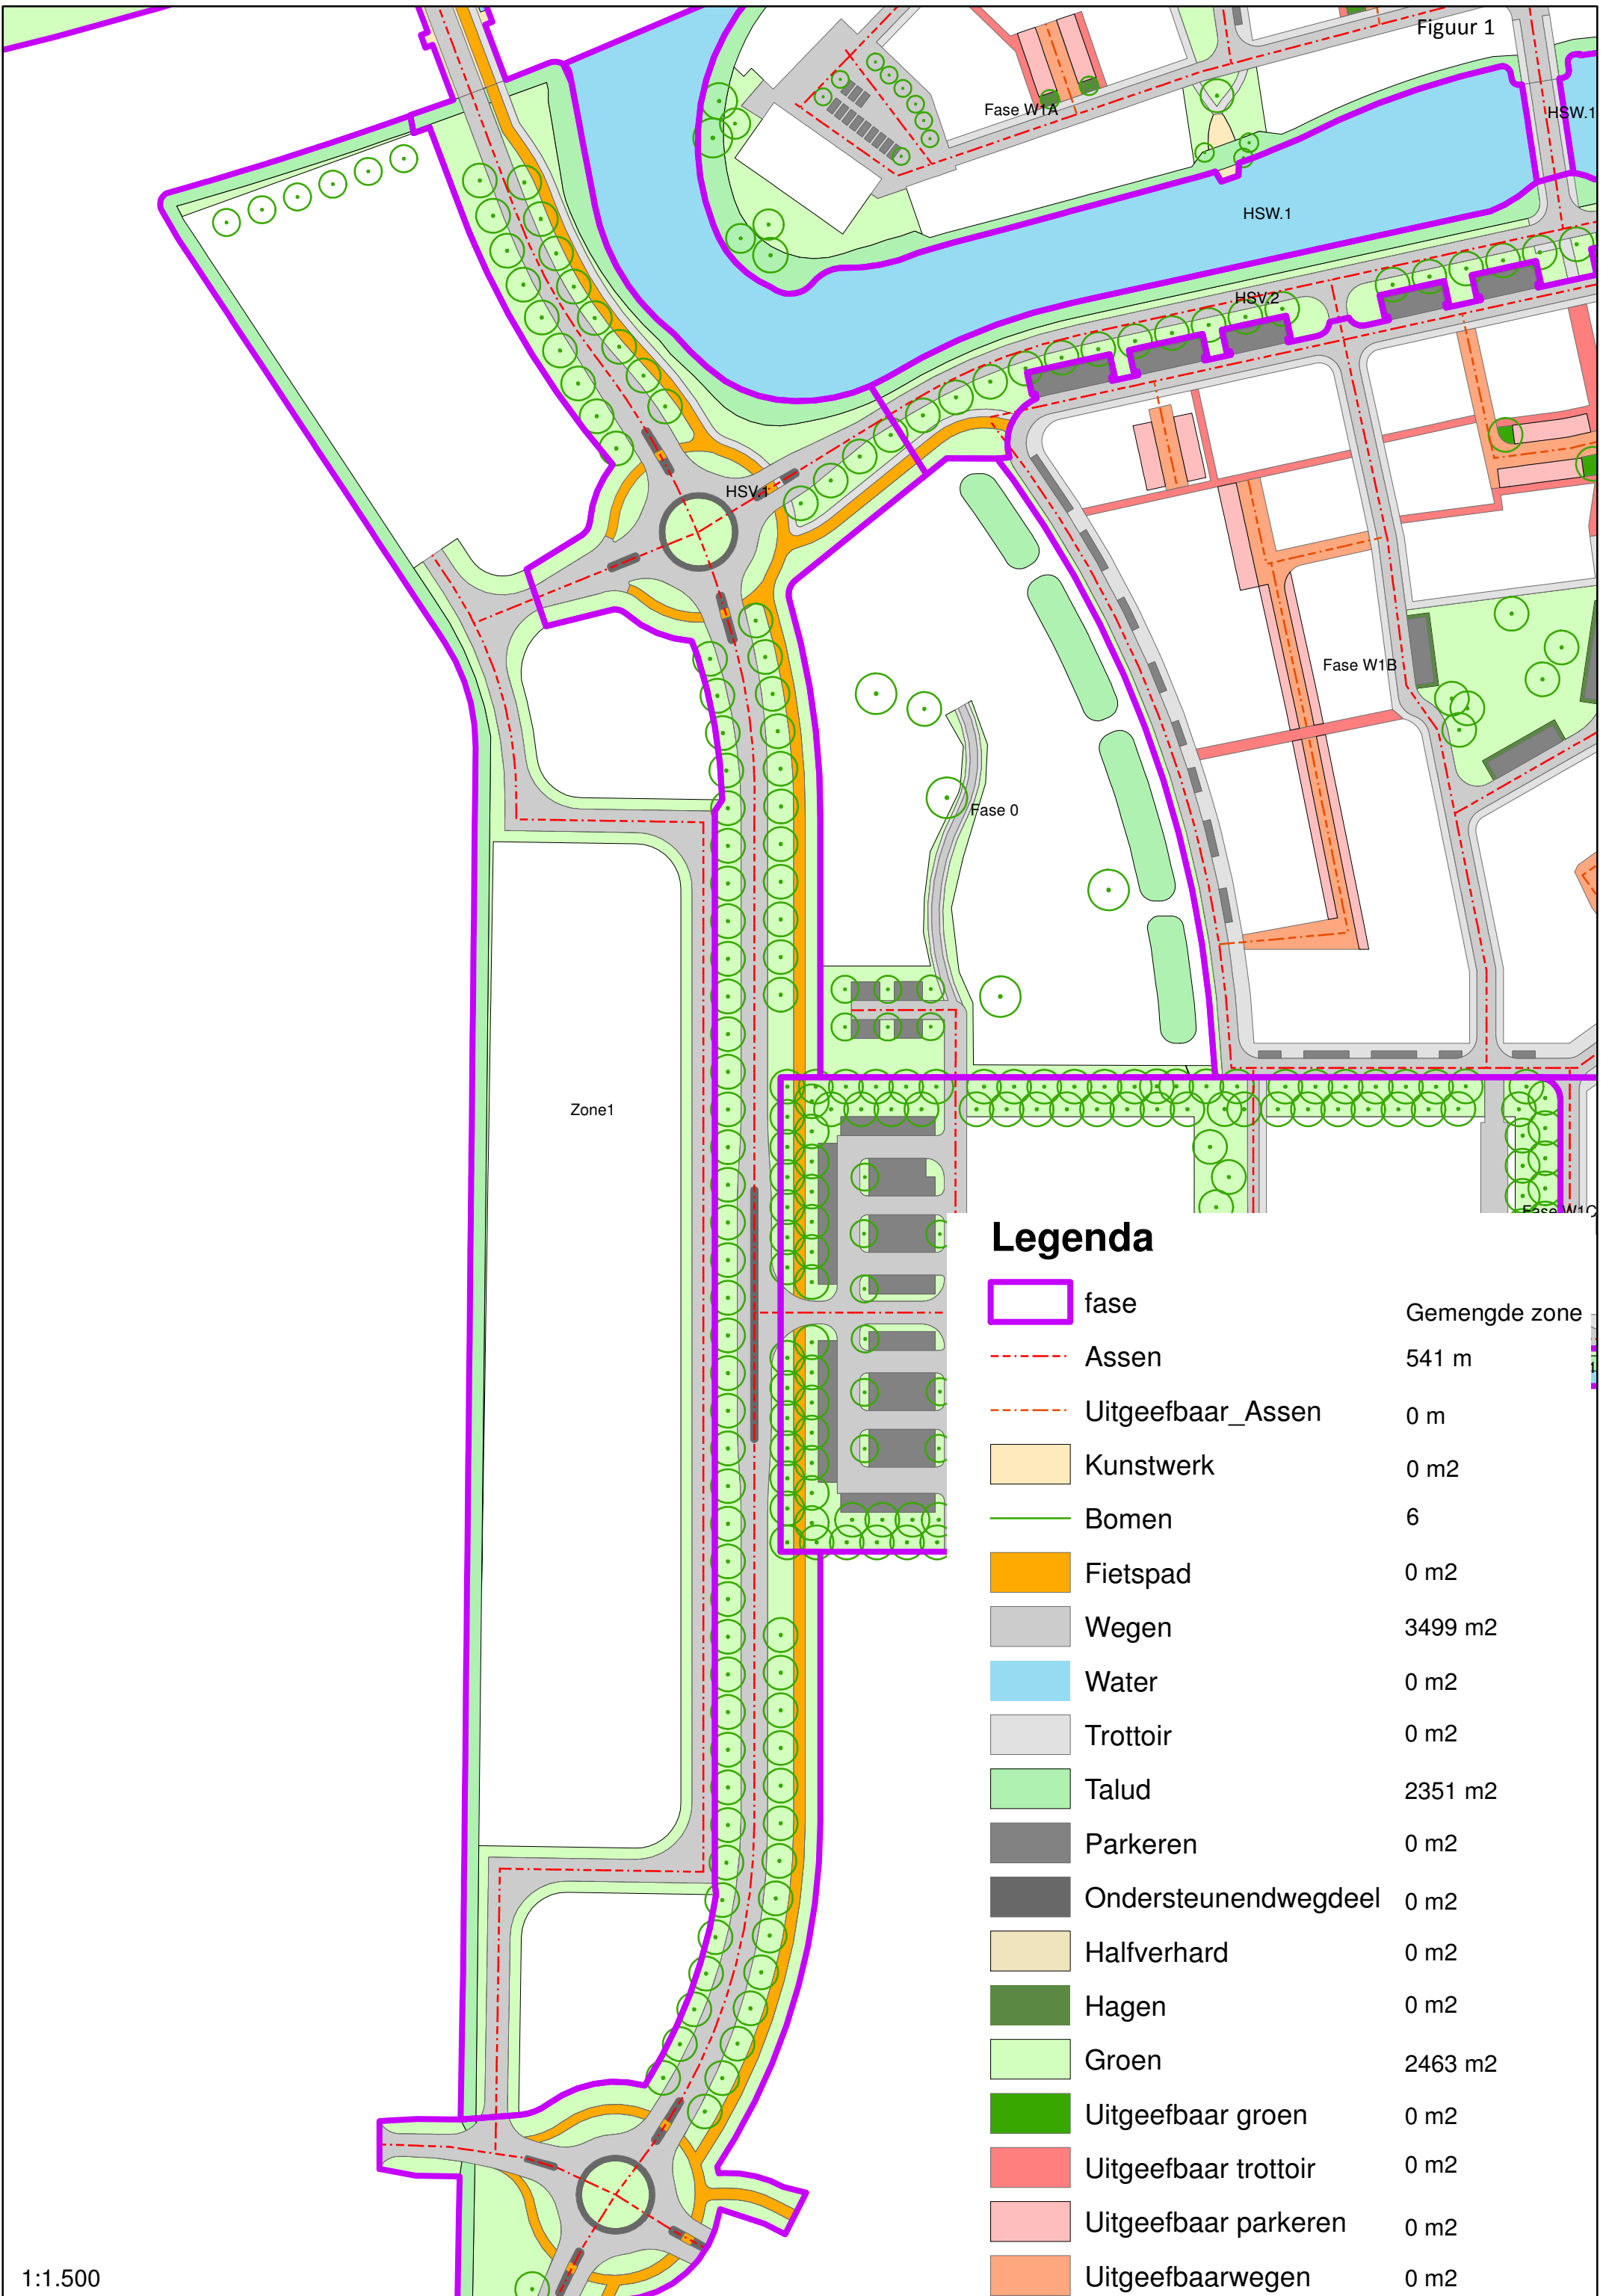 Figuur 1
Fase W1A
HSW.1
HSW.1
HSV.2
HSV.1
Fase W1B
Fase 0
Zone1
Fase W1C
Legenda
fase Gemengde zone
Assen 541 m
Uitgeefbaar_Assen 0 m
Kunstwerk 0 m2
Bomen 6
Fietspad 0 m2
Wegen 3499 m2
Water 0 m2
Trottoir 0 m2
Talud 2351 m2
Parkeren 0 m2
Ondersteunendwegdeel 0 m2
Halfverhard 0 m2
Hagen 0 m2
Groen 2463 m2
Uitgeefbaar groen 0 m2
Uitgeefbaar trottoir 0 m2
Uitgeefbaar parkeren 0 m2
Uitgeefbaarwegen 0 m2
1:1.500